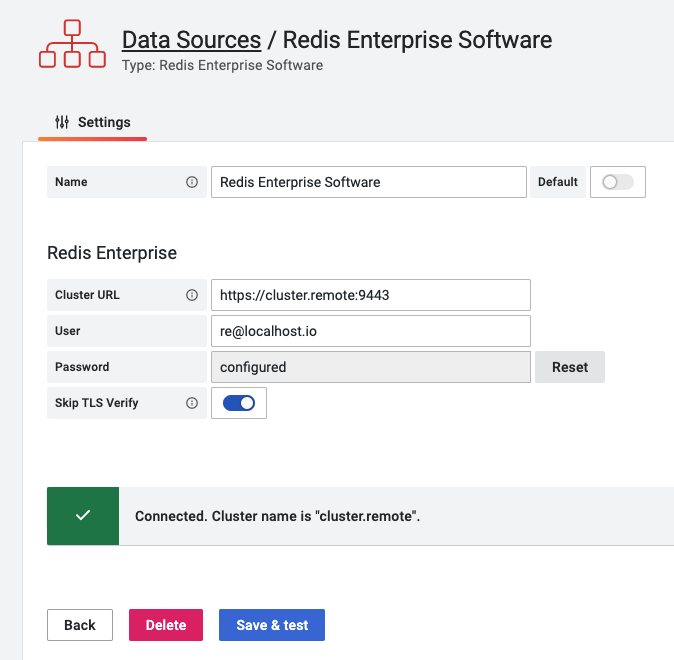 Data Sources / Redis Enterprise Software
Type: Redis Enterprise Software
Settings
Name Redis Enterprise Software Default
Redis Enterprise
Cluster URL https://cluster.remote:9443
User re@localhost.io
Password configured Reset
Skip TLS Verify
Connected. Cluster name is "cluster.remote".
Back Delete Save & test